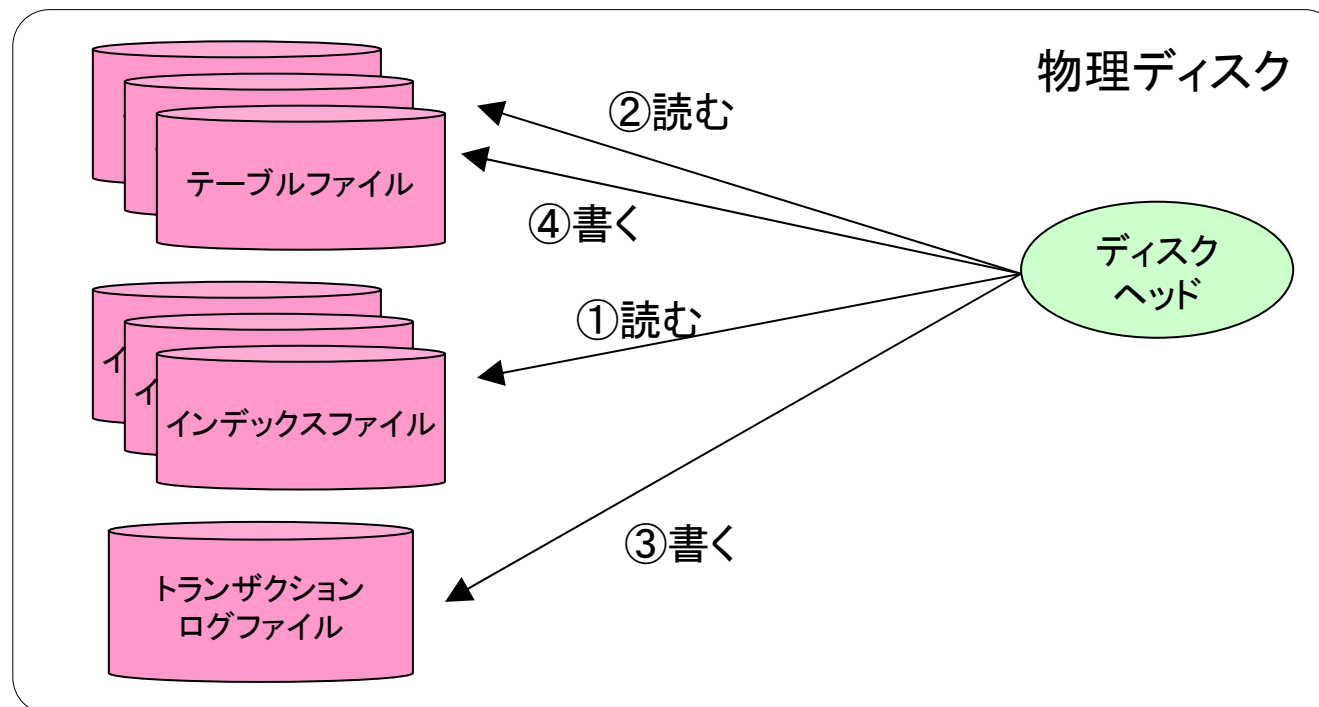 物理ディスク
②読む
テーブルファイル
④書く
ディスク
ヘッド
①読む
インデックスファイル
③書く
トランザクション
ログファイル